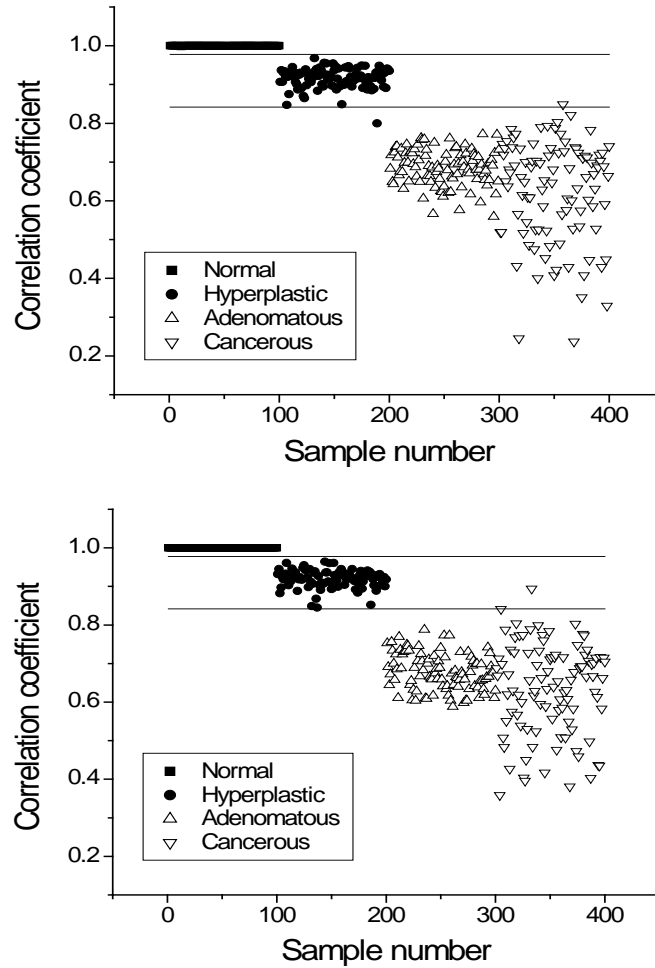 1.0
0.8
0.6
0.4
0.2
Correlation coefficient
Normal
Hyperplastic
Adenomatous
Cancerous
0 100 200 300 400
Sample number
1.0
0.8
0.6
0.4
0.2
Correlation coefficient
Normal
Hyperplastic
Adenomatous
Cancerous
0 100 200 300 400
Sample number